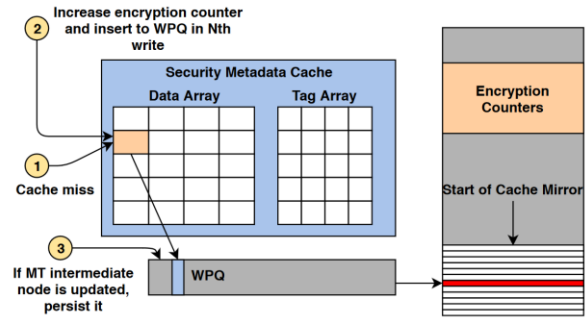 2
Increase encryption counter
and insert to WPQ in Nth
write
Security Metadata Cache
Data Array
Tag Array
1
Cache miss
3
If MT intermediate
node is updated,
persist it
WPQ
Encryption
Counters
Start of Cache Mirror